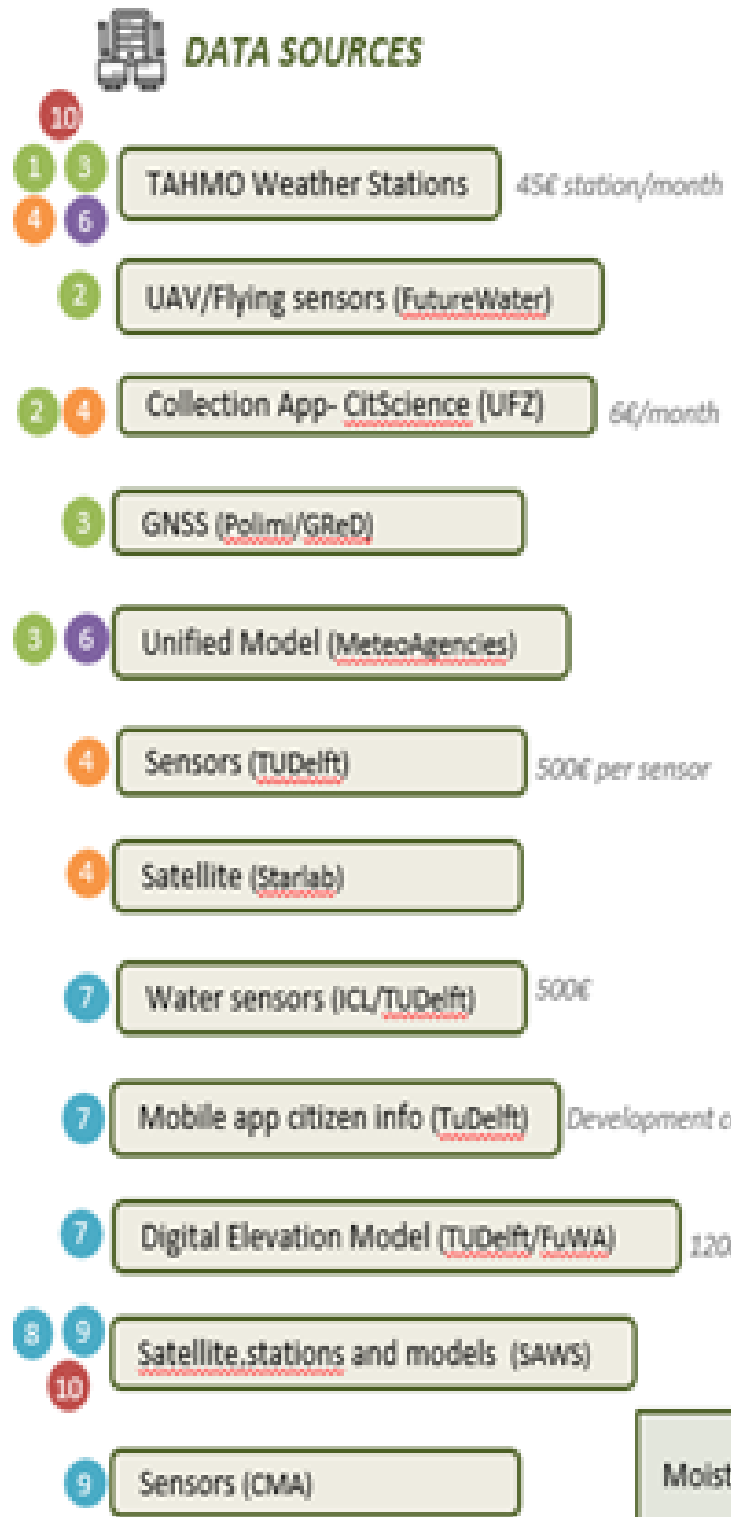 DATA SOURCES
10
1 3
TAHMO Weather Stations 45€ station/month
4 6
2 UAV/Flying sensors (FutureWater)
2 4 Collection App- CitScience (UFZ) 6€/month
3 GNSS (Polimi/GReD)
3 6 Unified Model (MeteoAgencies)
4 Sensors (TUDelft) 500€ per sensor
4 Satellite (Starlab)
7 Water sensors (ICL/TUDelft) 500€
7 Mobile app citizen info (TuDelft) Development c
7 Digital Elevation Model (TUDelft/FuWA) 120
8 9 Satellite,stations and models (SAWS)
10
9 Sensors (CMA) Moist